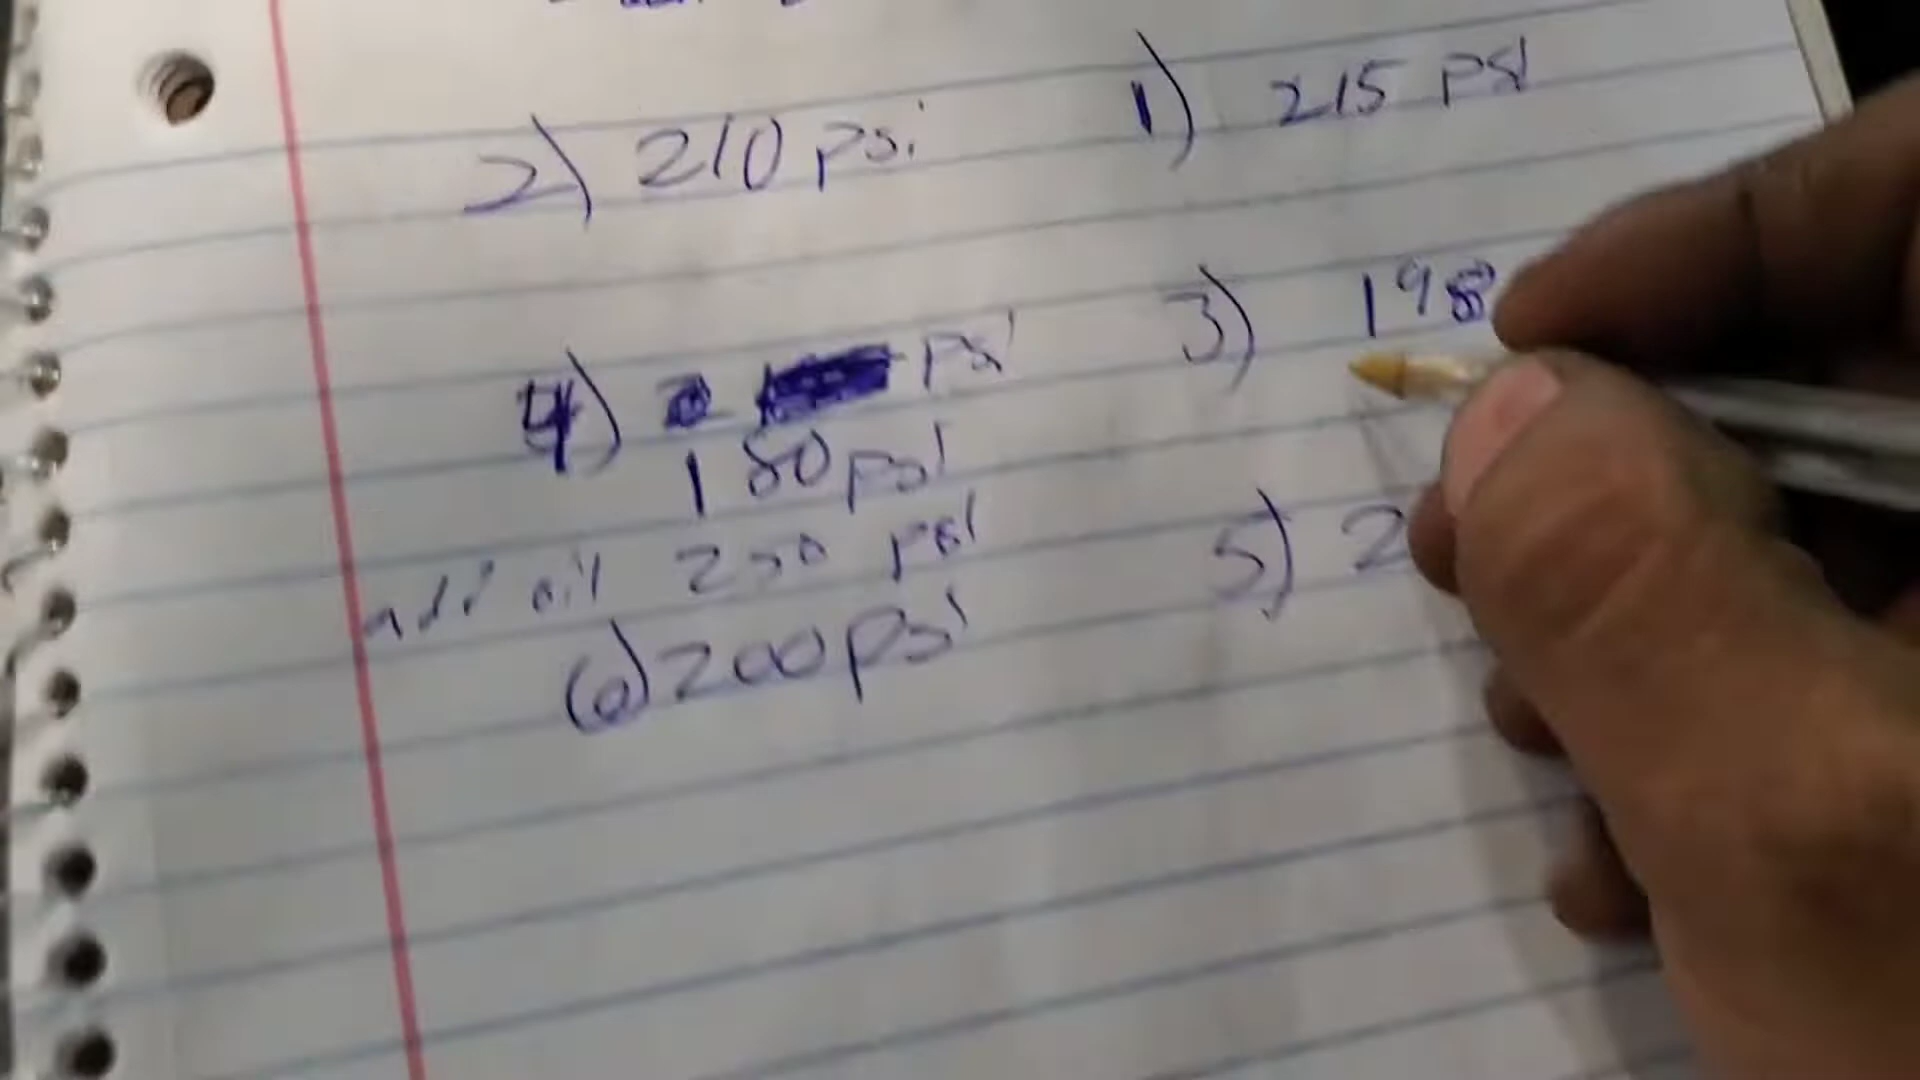 2) 210 psi 1) 215 psi
4) psi 3) 198
180 psi
add oil 250 psi 5) 2
6) 200 psi